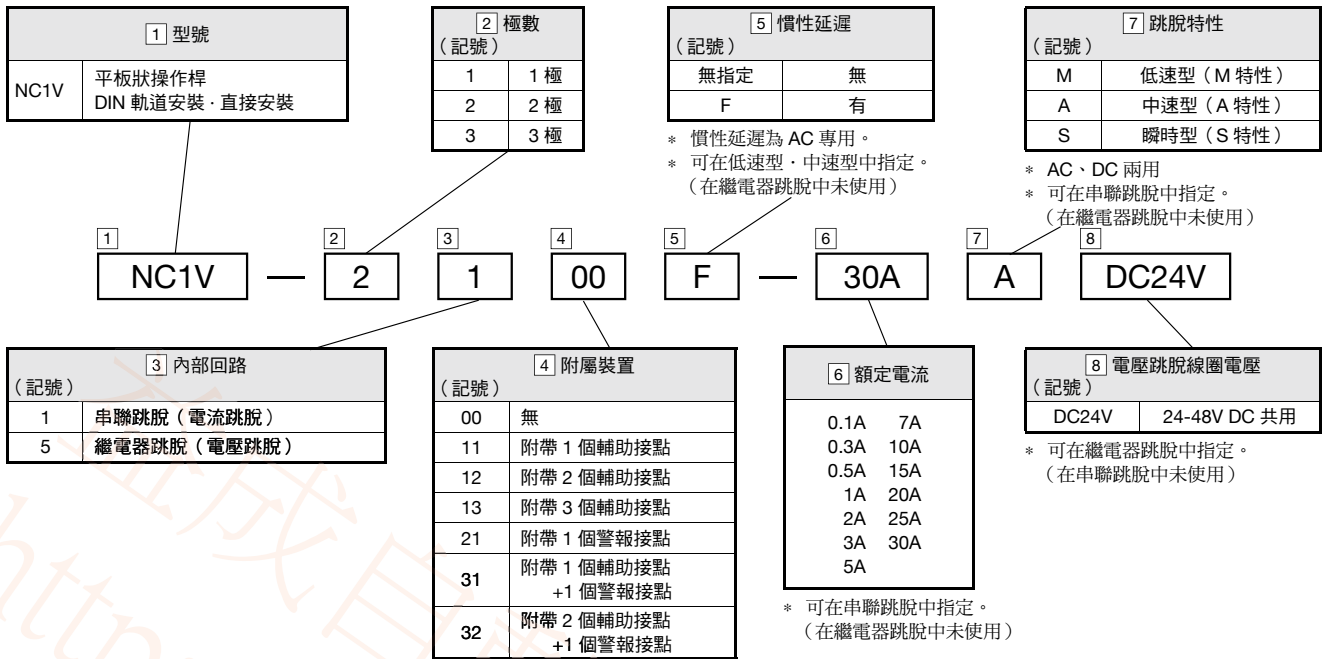 1 型號
NC1V
平板狀操作桿
DIN 軌道安裝 · 直接安裝
2 極數
（記號）
1 1 極
2 2 極
3 3 極
5 慣性延遲
（記號）
無指定 無
F 有
* 慣性延遲為 AC 專用。
* 可在低速型．中速型中指定。
（在繼電器跳脫中未使用）
7 跳脫特性
（記號）
M 低速型（M 特性）
A 中速型（A 特性）
S 瞬時型（S 特性）
* AC、DC 兩用
* 可在串聯跳脫中指定。
（在繼電器跳脫中未使用）
1 2 3 4 5 6 7 8
NC1V — 2 1 00 F — 30A A DC24V
3 內部回路
（記號）
1 串聯跳脫（電流跳脫）
5 繼電器跳脫（電壓跳脫）
4 附屬裝置
（記號）
00 無
11 附帶 1 個輔助接點
12 附帶 2 個輔助接點
13 附帶 3 個輔助接點
21 附帶 1 個警報接點
31 附帶 1 個輔助接點
+1 個警報接點
32 附帶 2 個輔助接點
+1 個警報接點
6 額定電流
0.1A 7A
0.3A 10A
0.5A 15A
1A 20A
2A 25A
3A 30A
5A
* 可在串聯跳脫中指定。
（在繼電器跳脫中未使用）
8 電壓跳脫線圈電壓
（記號）
DC24V 24-48V DC 共用
* 可在繼電器跳脫中指定。
（在串聯跳脫中未使用）